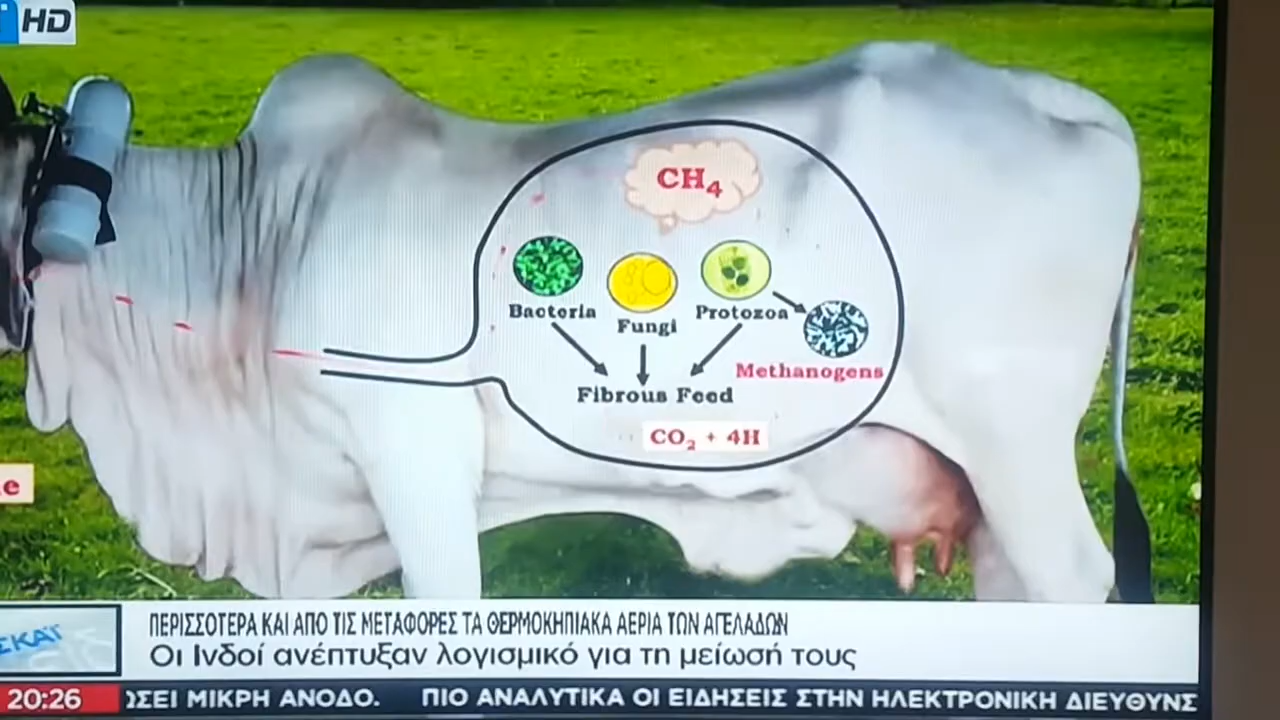 HD
CH₄
Bacteria
Fungi
Protozoa
Methanogens
Fibrous Feed
CO₂ + 4H
e
ΠΕΡΙΣΣΟΤΕΡΑ ΚΑΙ ΑΠΟ ΤΙΣ ΜΕΤΑΦΟΡΕΣ ΤΑ ΘΕΡΜΟΚΗΠΙΑΚΑ ΑΕΡΙΑ ΤΩΝ ΑΓΕΛΑΔΩΝ
ΣΚΑΪ
Οι Ινδοί ανέπτυξαν λογισμικό για τη μείωσή τους
20:26
ΩΣΕΙ ΜΙΚΡΗ ΑΝΟΔΟ. ΠΙΟ ΑΝΑΛΥΤΙΚΑ ΟΙ ΕΙΔΗΣΕΙΣ ΣΤΗΝ ΗΛΕΚΤΡΟΝΙΚΗ ΔΙΕΥΘΥΝΣ